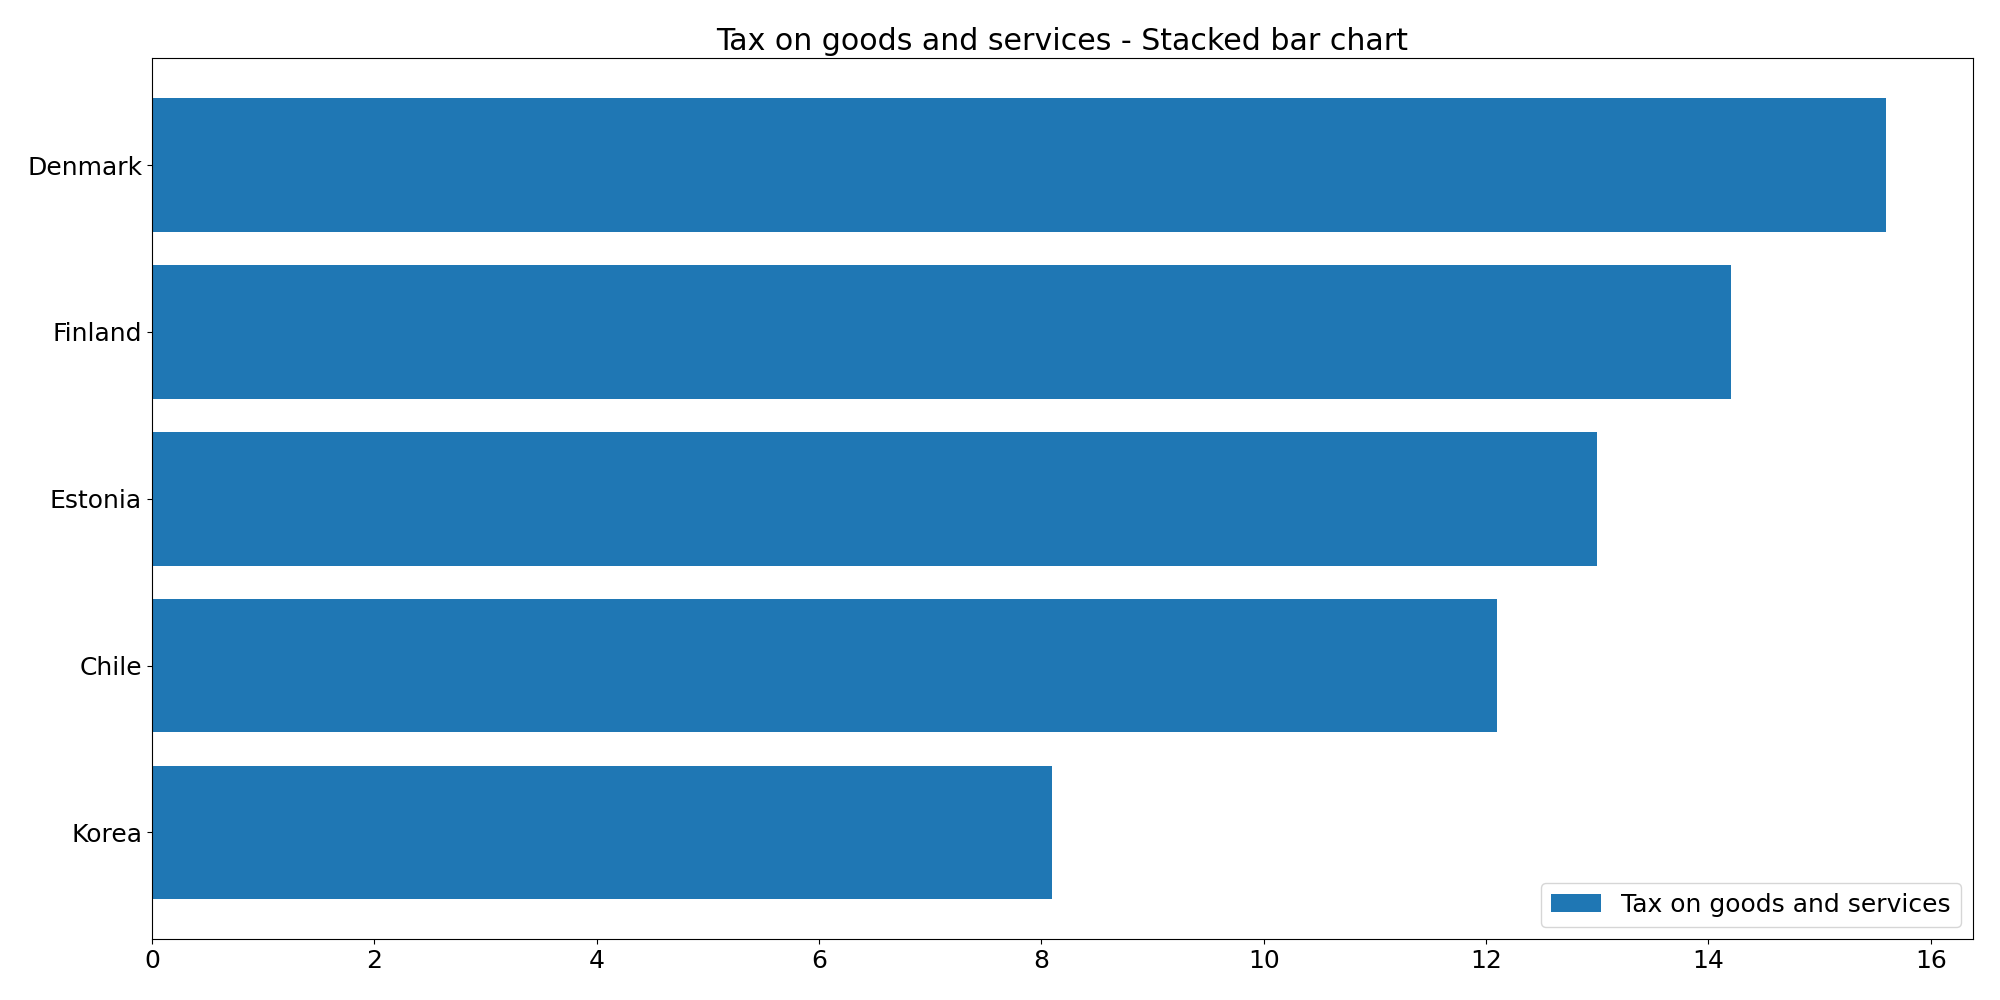 Tax on goods and services - Stacked bar chart
Denmark
Finland
Estonia
Chile
Korea
Tax on goods and services
0 2 4 6 8 10 12 14 16